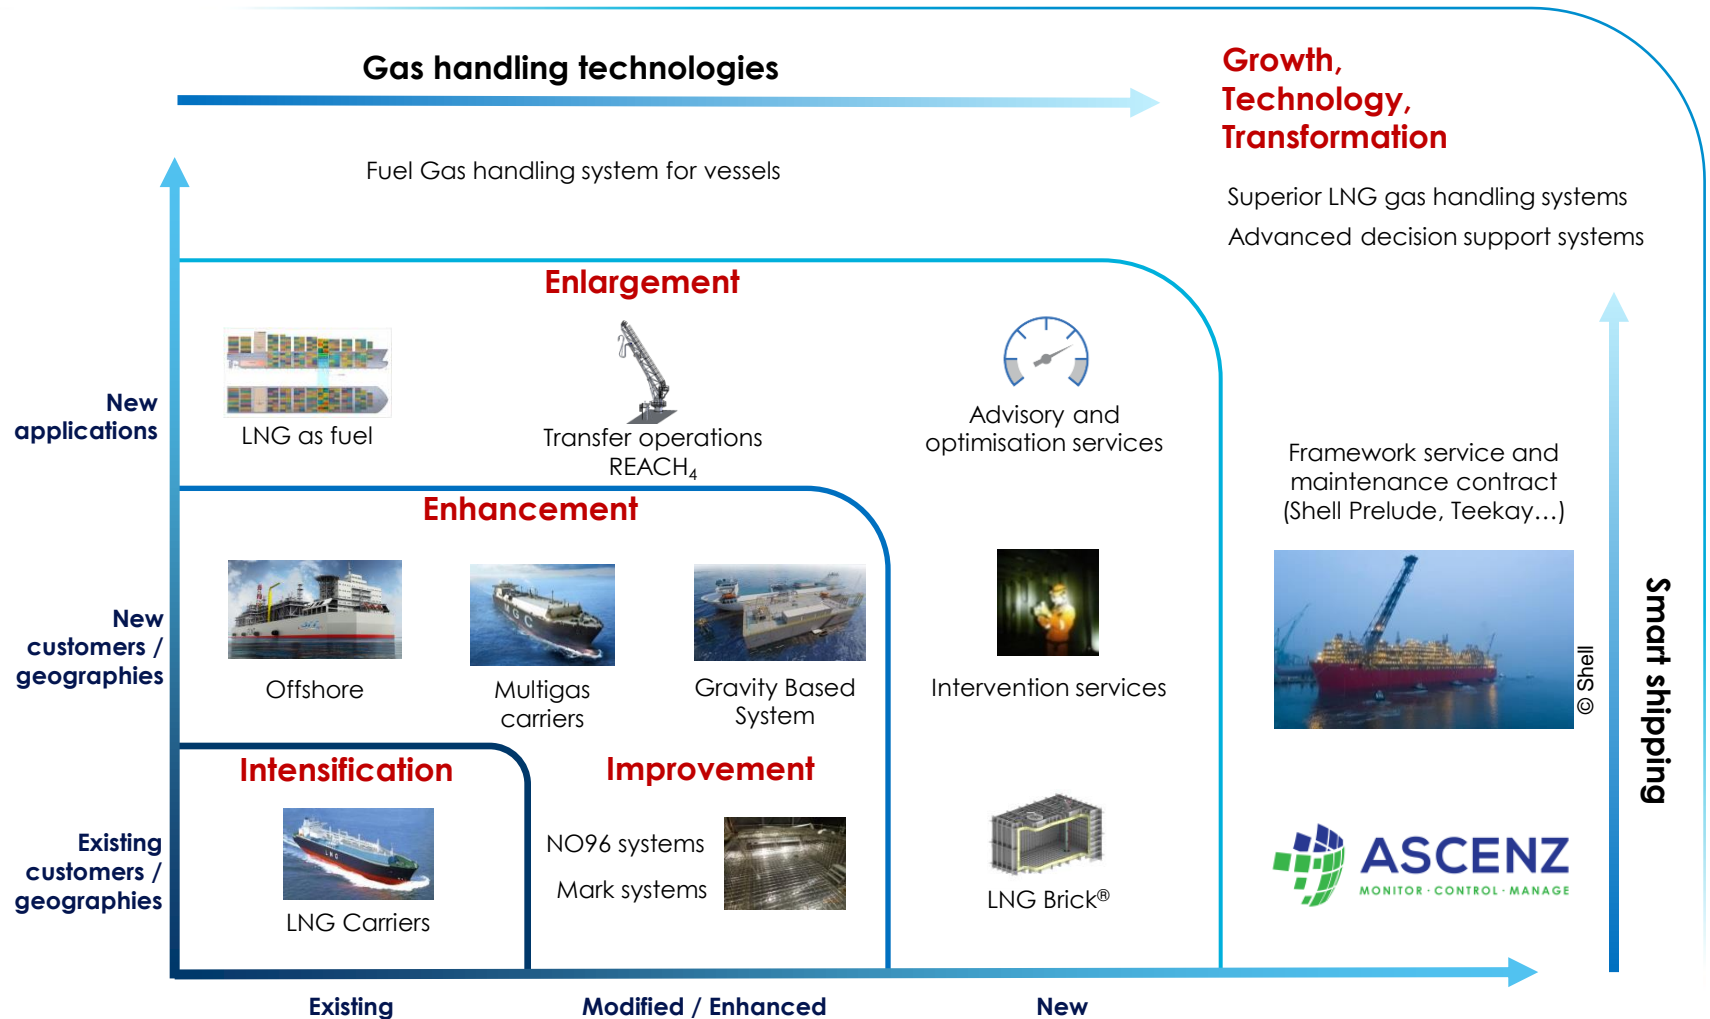 Gas handling technologies
Growth,
Technology,
Transformation
Fuel Gas handling system for vessels
Superior LNG gas handling systems
Advanced decision support systems
Enlargement
New
applications
LNG as fuel
Transfer operations
REACH₄
Advisory and
optimisation services
Framework service and
maintenance contract
(Shell Prelude, Teekay…)
© Shell
Smart shipping
Enhancement
New
customers /
geographies
Offshore
MGC
Multigas
carriers
Gravity Based
System
Intervention services
Intensification
Improvement
Existing
customers /
geographies
LNG
LNG Carriers
NO96 systems
Mark systems
LNG Brick®
ASCENZ
MONITOR · CONTROL · MANAGE
Existing
Modified / Enhanced
New